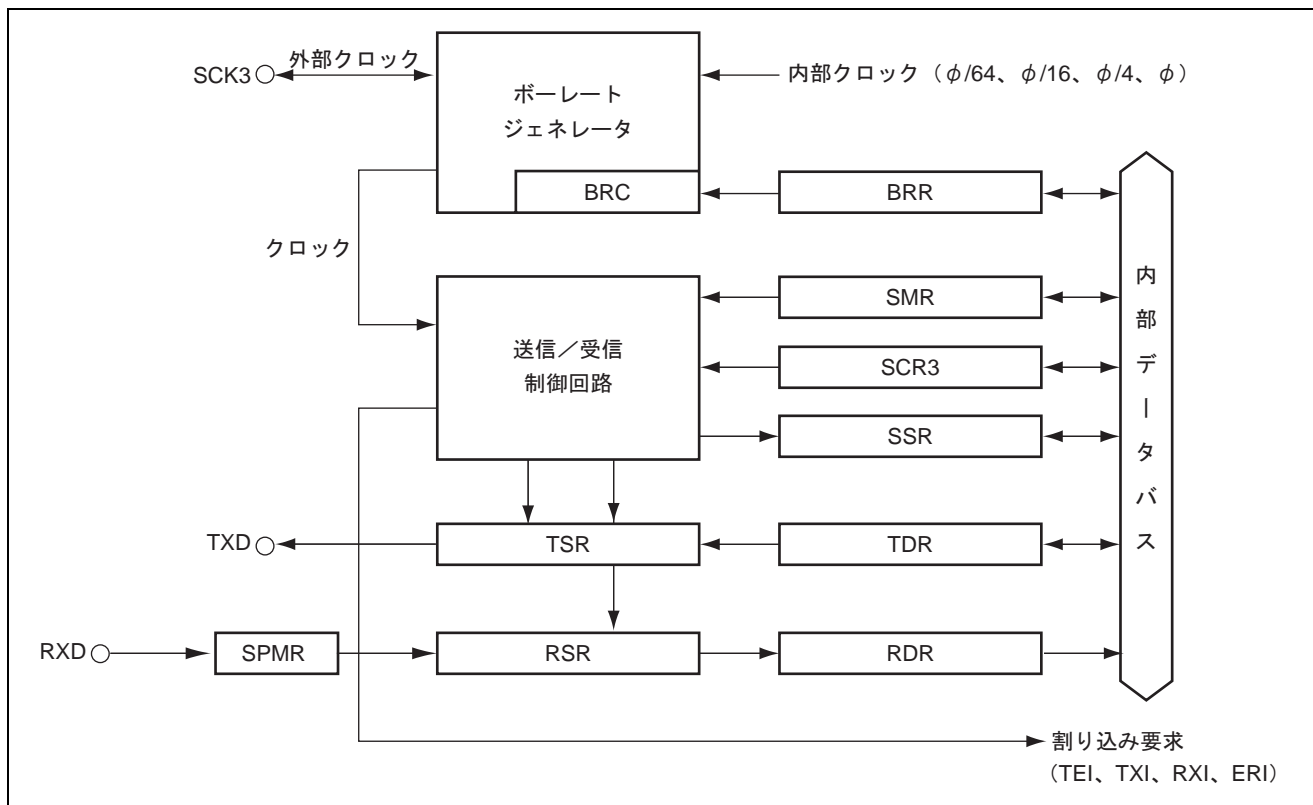 SCK3
外部クロック
ボーレート
ジェネレータ
内部クロック（φ/64、φ/16、φ/4、φ）
BRC
BRR
クロック
送信／受信
制御回路
SMR
SCR3
SSR
内部データバス
TXD
TSR
TDR
RXD
SPMR
RSR
RDR
割り込み要求
（TEI、TXI、RXI、ERI）